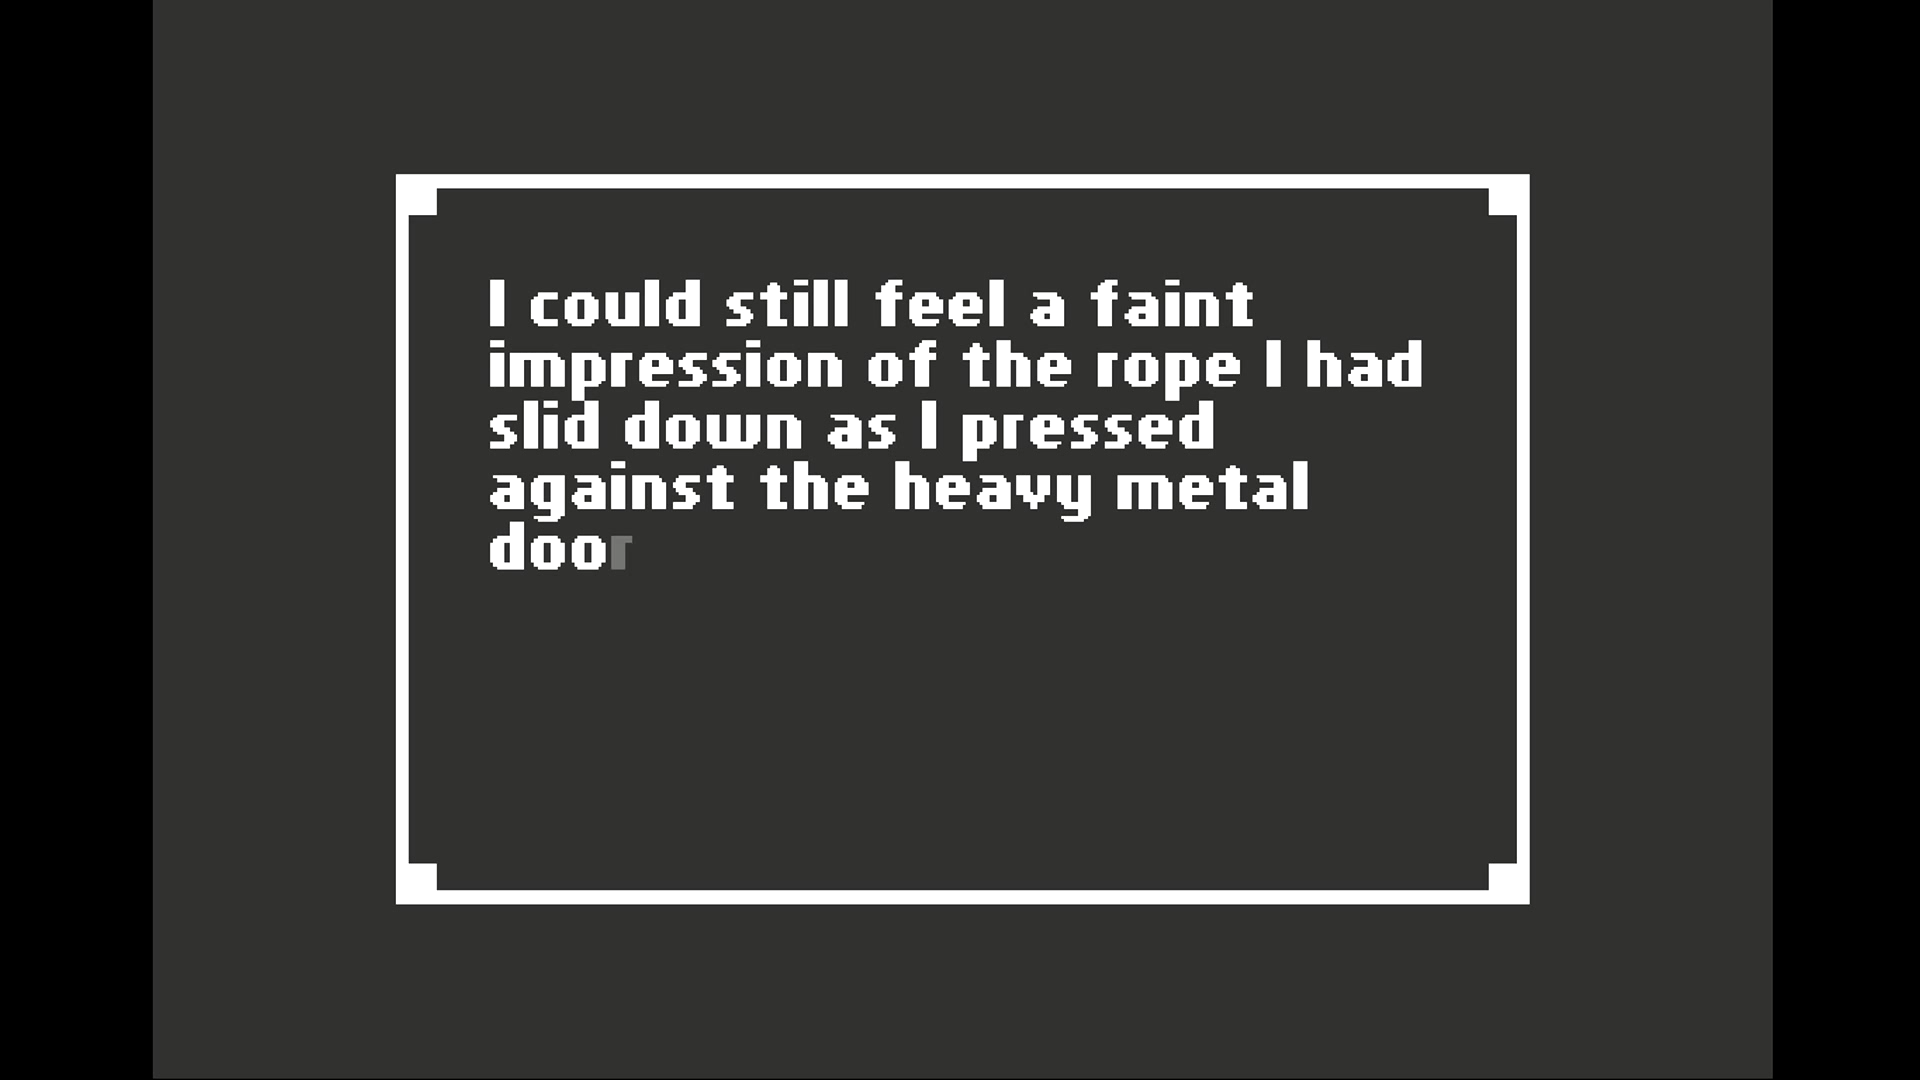 I could still feel a faint
impression of the rope I had
slid down as I pressed
against the heavy metal
door